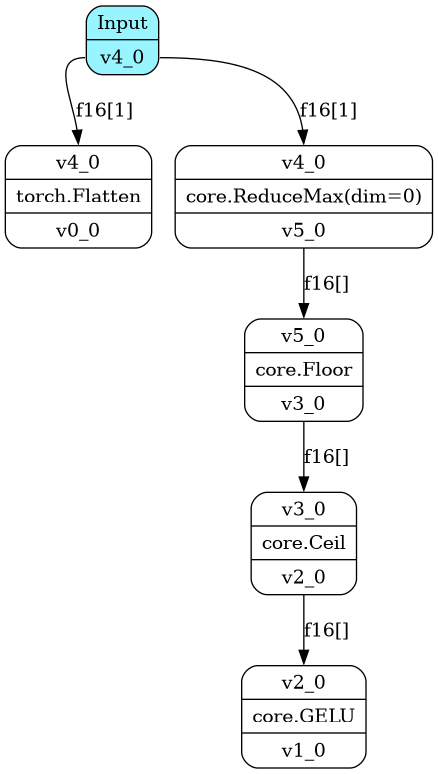 Input
v4_0
f16[1]
f16[1]
v4_0
torch.Flatten
v0_0
v4_0
core.ReduceMax(dim=0)
v5_0
f16[]
v5_0
core.Floor
v3_0
f16[]
v3_0
core.Ceil
v2_0
f16[]
v2_0
core.GELU
v1_0